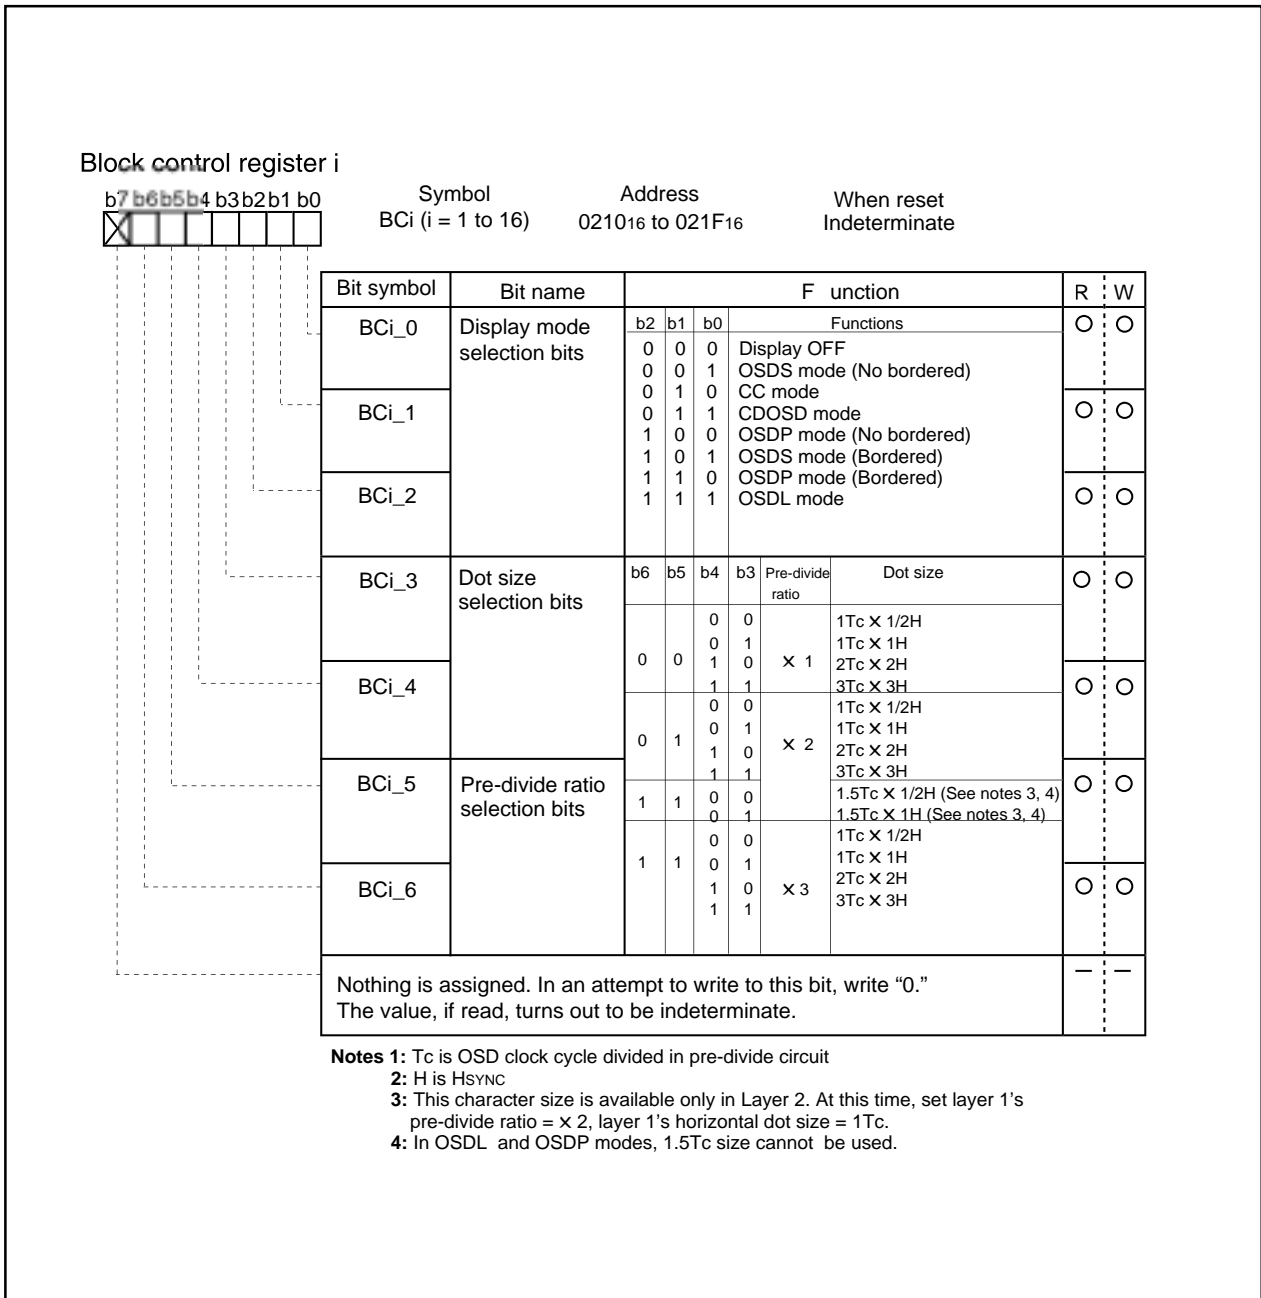 Block control register i
b7 b6 b5 b4 b3 b2 b1 b0
Symbol Address When reset
BCi (i = 1 to 16) 021016 to 021F16 Indeterminate
Bit symbol Bit name F unction R W
BCi_0 Display mode selection bits
b2 b1 b0 Functions
0 0 0 Display OFF
0 0 1 OSDS mode (No bordered)
0 1 0 CC mode
0 1 1 CDOSD mode
1 0 0 OSDP mode (No bordered)
1 0 1 OSDS mode (Bordered)
1 1 0 OSDP mode (Bordered)
1 1 1 OSDL mode
BCi_1
BCi_2
BCi_3 Dot size selection bits
b6 b5 b4 b3 Pre-divide ratio Dot size
0 0 × 1
0 0 1Tc × 1/2H
0 1 1Tc × 1H
1 0 2Tc × 2H
1 1 3Tc × 3H
BCi_4
0 1 × 2
0 0 1Tc × 1/2H
0 1 1Tc × 1H
1 0 2Tc × 2H
1 1 3Tc × 3H
BCi_5 Pre-divide ratio selection bits
1 1 0 0 1.5Tc × 1/2H (See notes 3, 4)
0 1 1.5Tc × 1H (See notes 3, 4)
1 1 × 3
0 0 1Tc × 1/2H
0 1 1Tc × 1H
1 0 2Tc × 2H
1 1 3Tc × 3H
BCi_6
Nothing is assigned. In an attempt to write to this bit, write “0.” – –
The value, if read, turns out to be indeterminate.
Notes 1: Tc is OSD clock cycle divided in pre-divide circuit
2: H is HSYNC
3: This character size is available only in Layer 2. At this time, set layer 1’s
pre-divide ratio = × 2, layer 1’s horizontal dot size = 1Tc.
4: In OSDL and OSDP modes, 1.5Tc size cannot be used.